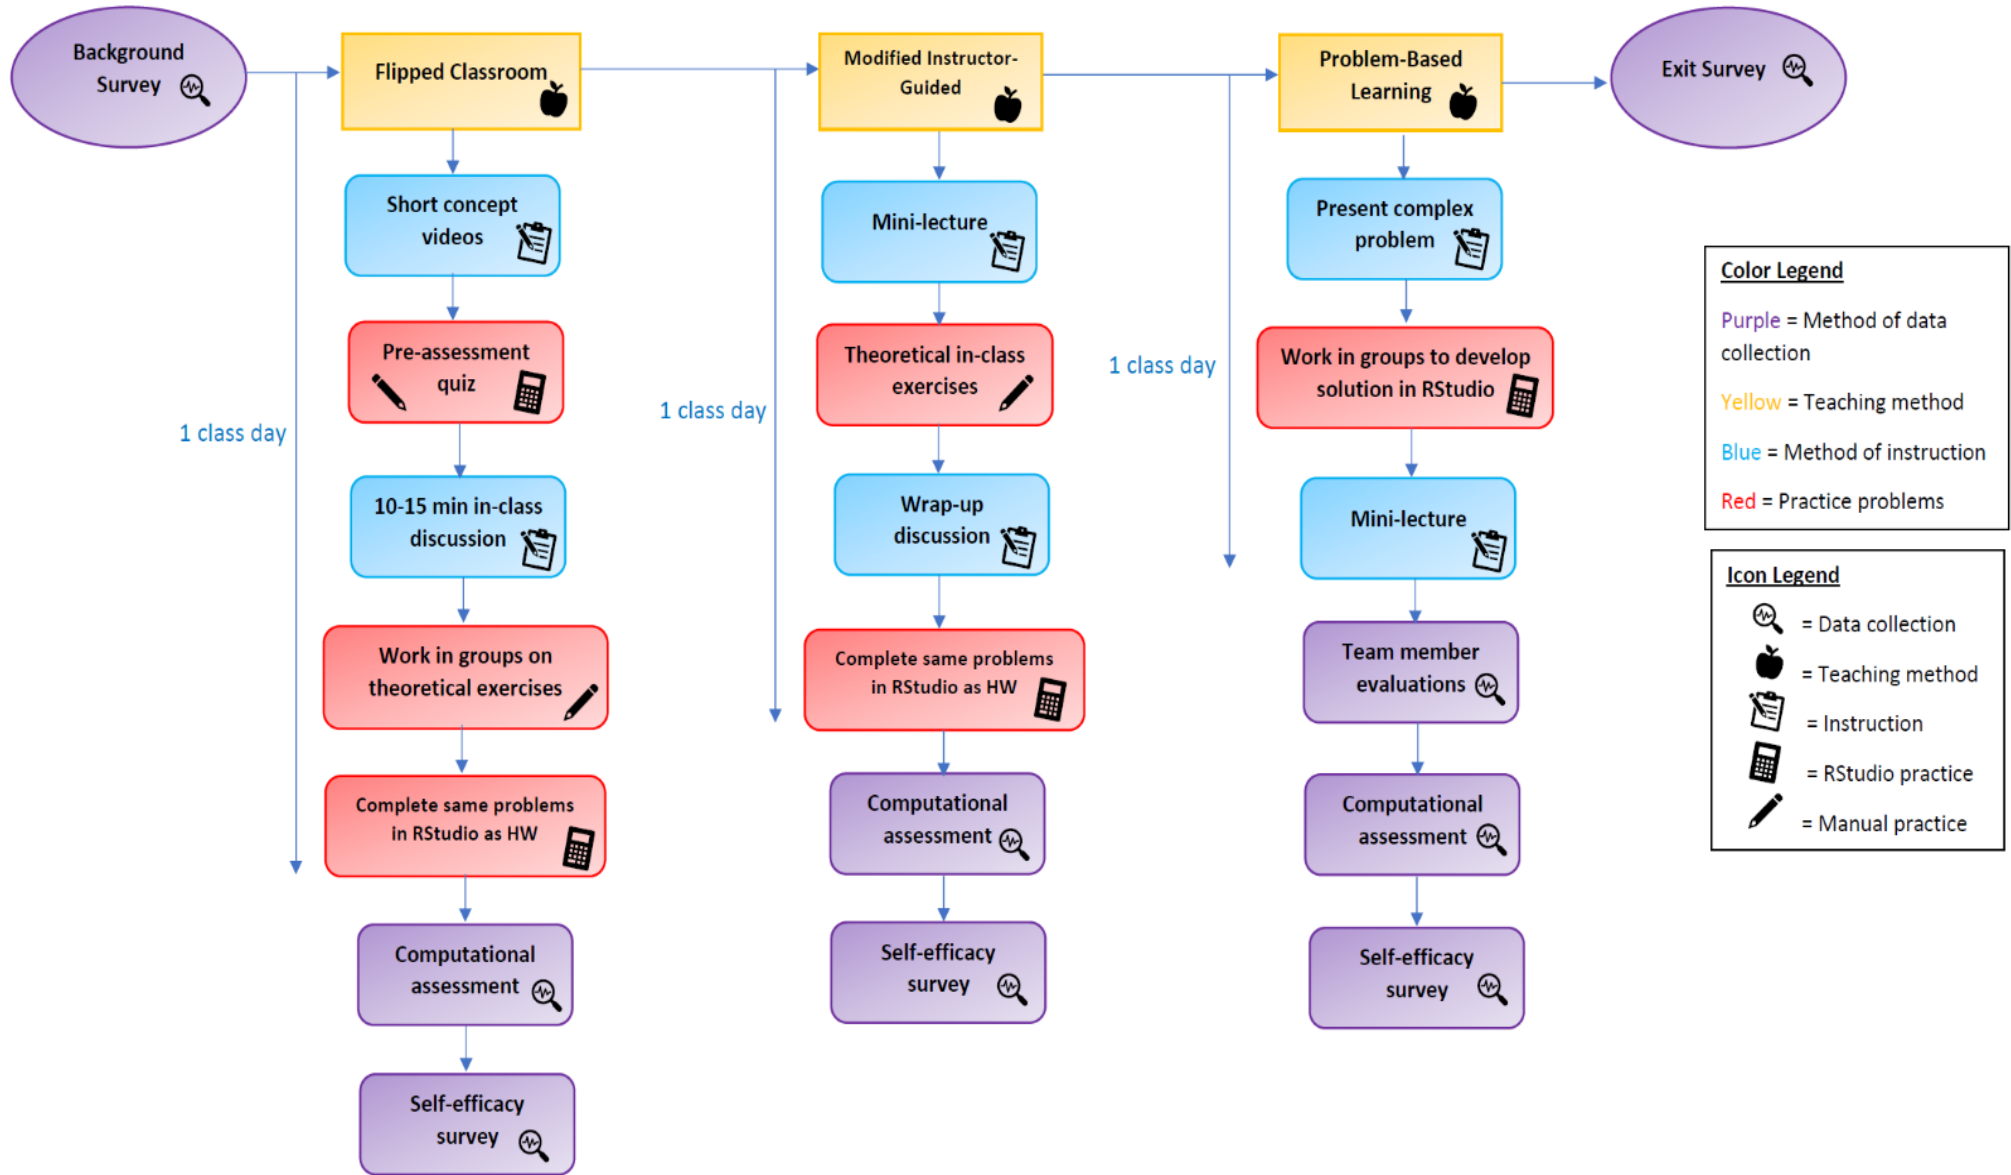 Background
Survey
Flipped Classroom
Modified Instructor-
Guided
Problem-Based
Learning
Exit Survey
Short concept
videos
Pre-assessment
quiz
10-15 min in-class
discussion
Work in groups on
theoretical exercises
Complete same problems
in RStudio as HW
Computational
assessment
Self-efficacy
survey
1 class day
Mini-lecture
Theoretical in-class
exercises
Wrap-up
discussion
Complete same problems
in RStudio as HW
Computational
assessment
Self-efficacy
survey
1 class day
Present complex
problem
Work in groups to develop
solution in RStudio
Mini-lecture
Team member
evaluations
Computational
assessment
Self-efficacy
survey
1 class day
Color Legend
Purple = Method of data
collection
Yellow = Teaching method
Blue = Method of instruction
Red = Practice problems
Icon Legend
= Data collection
= Teaching method
= Instruction
= RStudio practice
= Manual practice